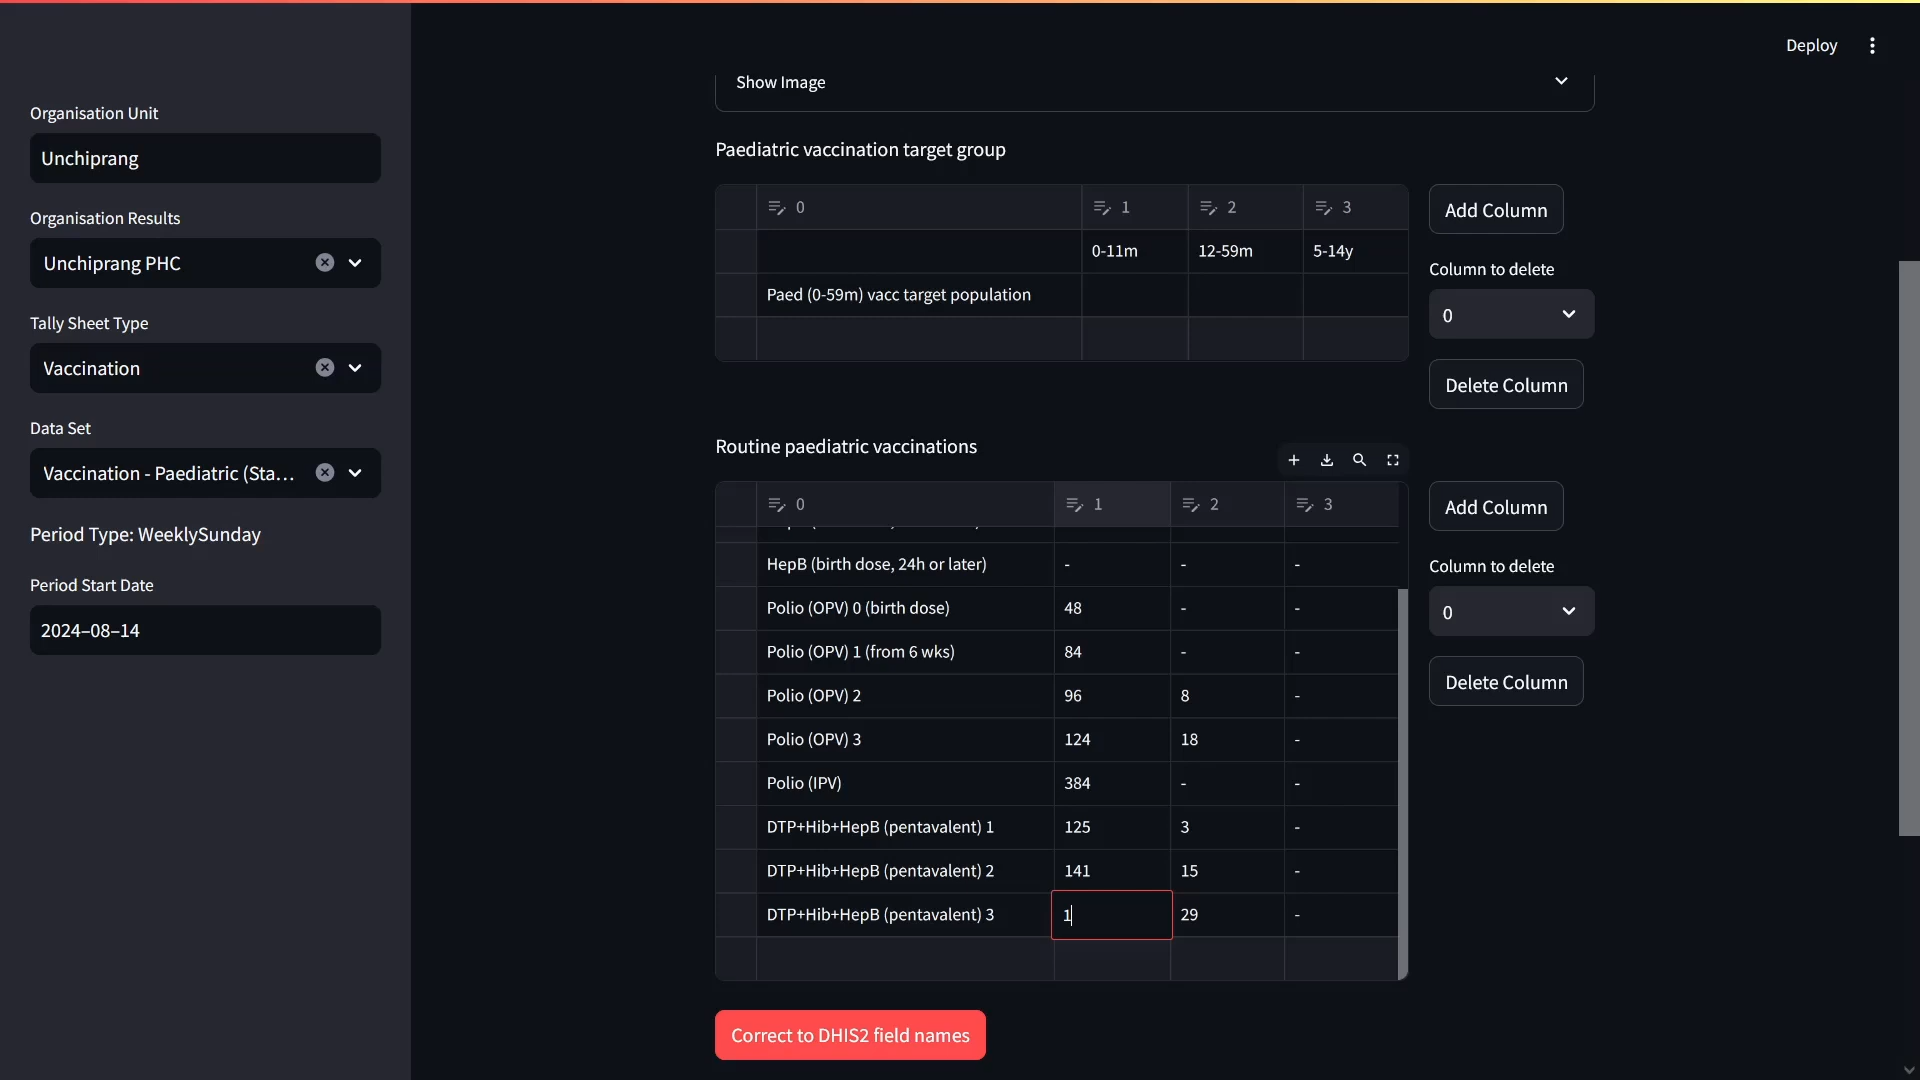 Deploy
Organisation Unit
Unchiprang
Organisation Results
Unchiprang PHC
Tally Sheet Type
Vaccination
Data Set
Vaccination - Paediatric (Sta...
Period Type: WeeklySunday
Period Start Date
2024–08–14
Show Image
Paediatric vaccination target group
0 1 2 3
0-11m 12-59m 5-14y
Paed (0-59m) vacc target population
Add Column
Column to delete
0
Delete Column
Routine paediatric vaccinations
0 1 2 3
HepB (birth dose, 24h or later) - - -
Polio (OPV) 0 (birth dose) 48 - -
Polio (OPV) 1 (from 6 wks) 84 - -
Polio (OPV) 2 96 8 -
Polio (OPV) 3 124 18 -
Polio (IPV) 384 - -
DTP+Hib+HepB (pentavalent) 1 125 3 -
DTP+Hib+HepB (pentavalent) 2 141 15 -
DTP+Hib+HepB (pentavalent) 3 1 29 -
Add Column
Column to delete
0
Delete Column
Correct to DHIS2 field names